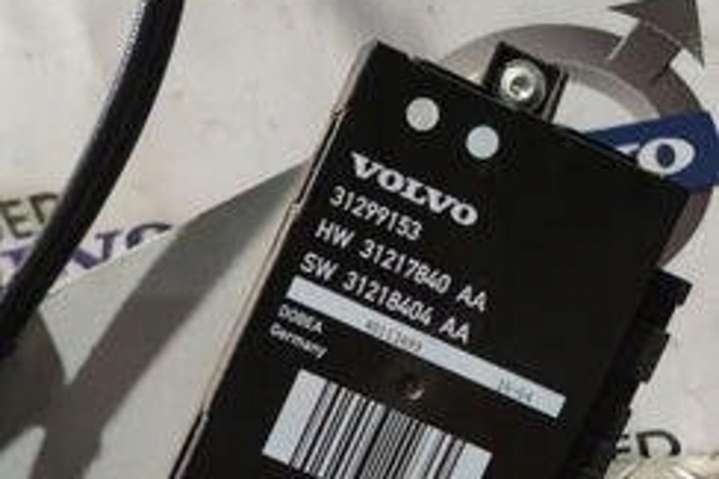 VOLVO
31299153
HW 31217840 AA
SW 31218404 AA
DOBEA
Germany